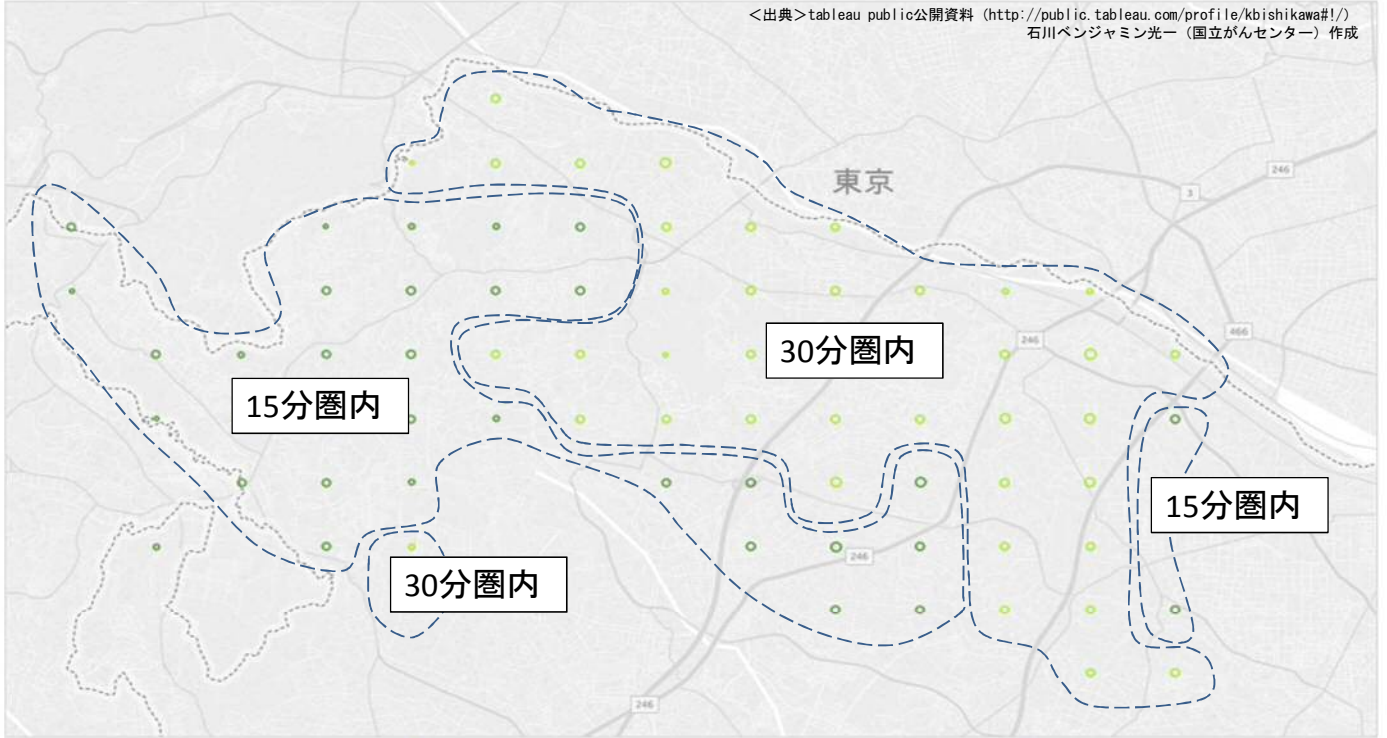 ＜出典＞tableau public公開資料（http://public.tableau.com/profile/kbishikawa#!/）
石川ベンジャミン光一（国立がんセンター）作成
東京
246
3
466
246
30分圏内
15分圏内
15分圏内
246
30分圏内
246